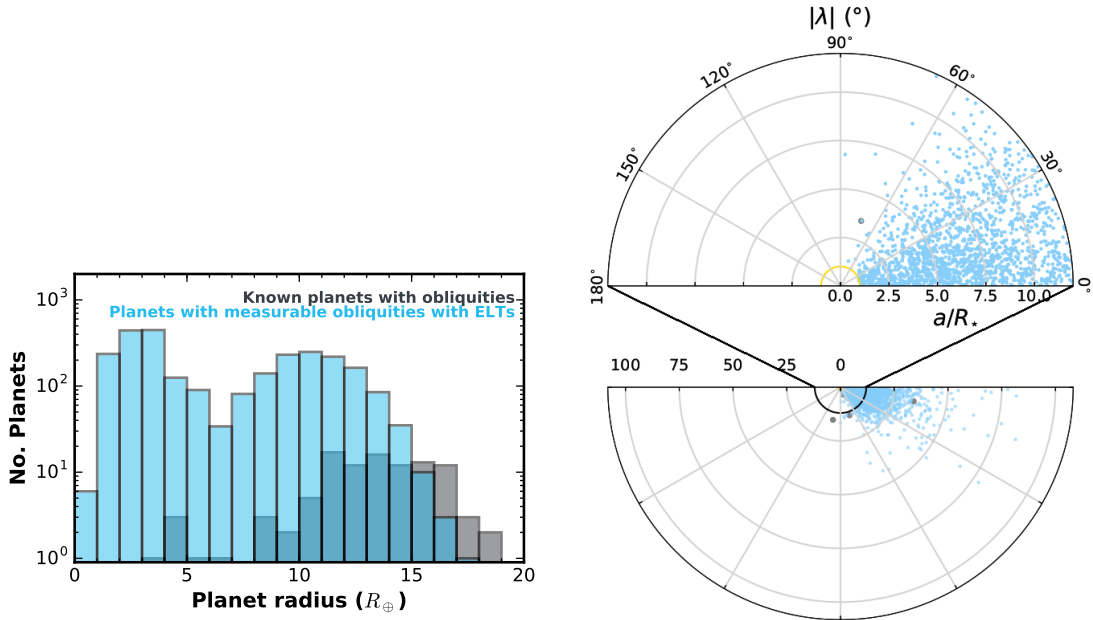 10³
10²
10¹
10⁰
No. Planets
Known planets with obliquities
Planets with measurable obliquities with ELTs
0 5 10 15 20
Planet radius (R⊕)
|λ| (°)
90°
120° 60°
150° 30°
180° 0°
0.0 2.5 5.0 7.5 10.0
a/R⋆
100 75 50 25 0